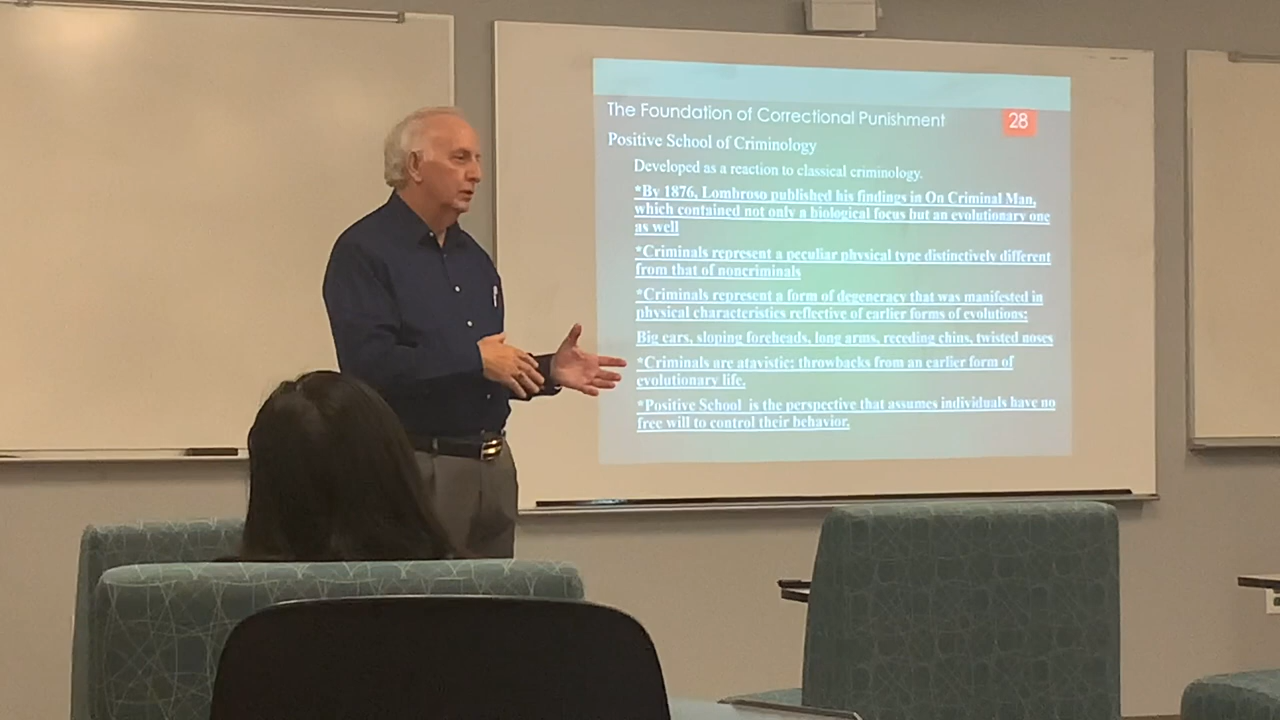 The Foundation of Correctional Punishment
28
Positive School of Criminology
Developed as a reaction to classical criminology.
*By 1876, Lombroso published his findings in On Criminal Man,
which contained not only a biological focus but an evolutionary one
as well
*Criminals represent a peculiar physical type distinctively different
from that of noncriminals
*Criminals represent a form of degeneracy that was manifested in
physical characteristics reflective of earlier forms of evolutions:
Big ears, sloping foreheads, long arms, receding chins, twisted noses
*Criminals are atavistic: throwbacks from an earlier form of
evolutionary life.
*Positive School is the perspective that assumes individuals have no
free will to control their behavior.